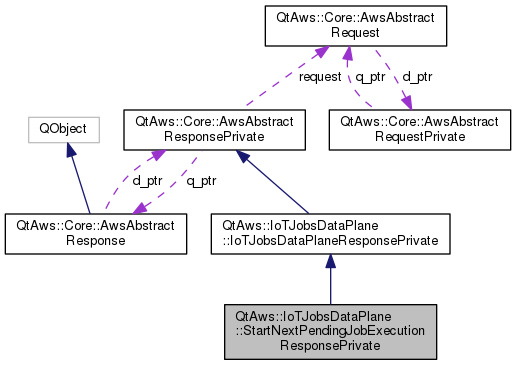 QtAws::Core::AwsAbstract
Request
request
q_ptr
d_ptr
QObject
QtAws::Core::AwsAbstract
ResponsePrivate
QtAws::Core::AwsAbstract
RequestPrivate
d_ptr
q_ptr
QtAws::Core::AwsAbstract
Response
QtAws::IoTJobsDataPlane
::IoTJobsDataPlaneResponsePrivate
QtAws::IoTJobsDataPlane
::StartNextPendingJobExecution
ResponsePrivate